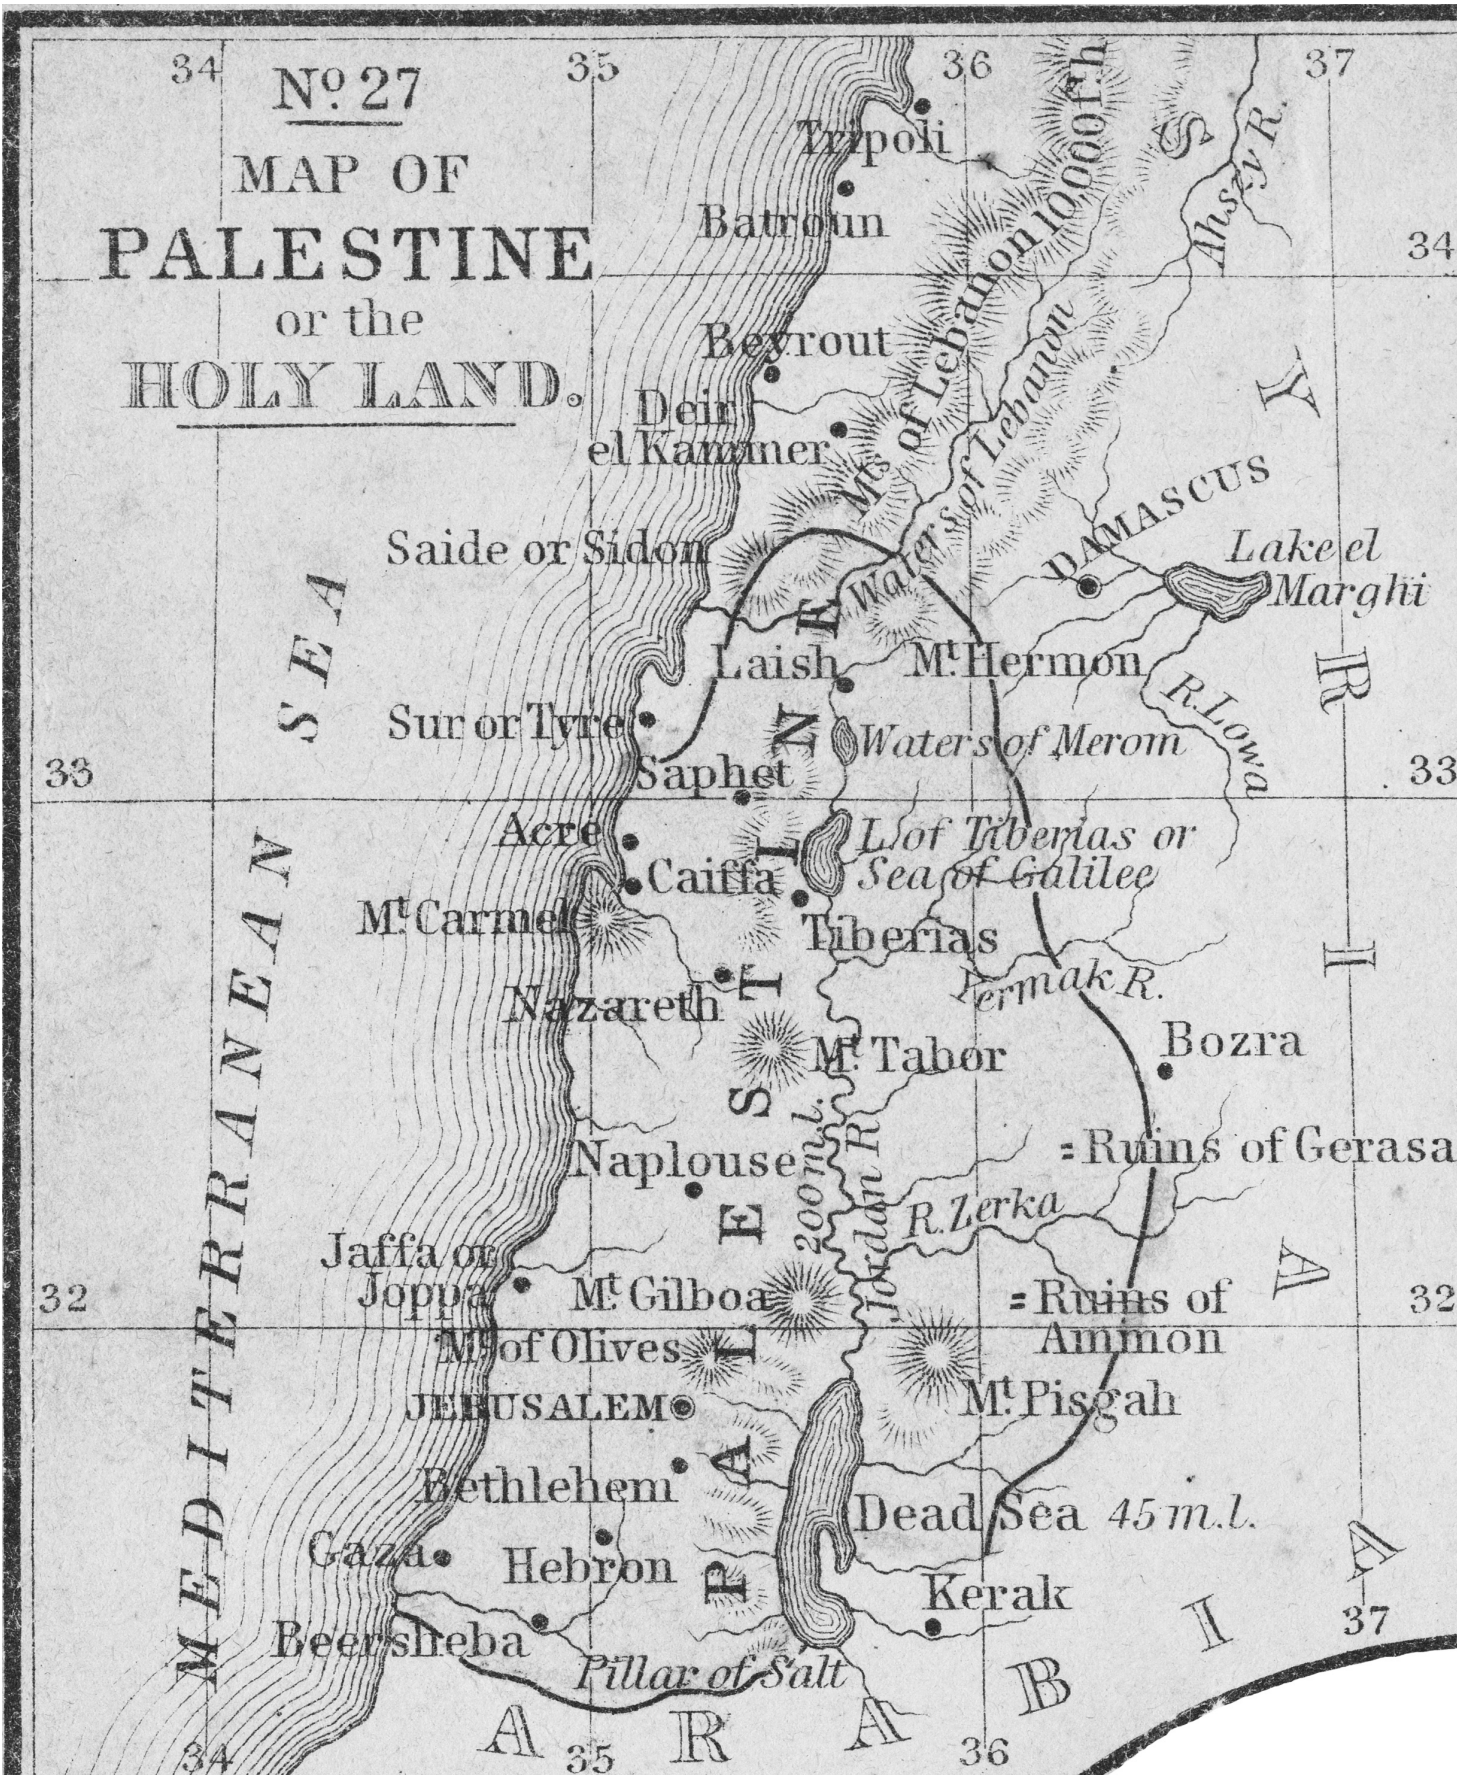 34
35
36
37
No. 27
MAP OF
PALESTINE
or the
HOLY LAND.
Tripoli
Batroun
Mts of Lebanon 10000 f. h
Ahszy R.
34
Beyrout
Deir
el Kammer
Waters of Lebanon
SYRIA
DAMASCUS
Lake el
Marghi
Saide or Sidon
Laish
Mt. Hermon
R. Lowa
Sur or Tyre
Waters of Merom
33
Saphet
33
Acre
L. of Tiberias or
Sea of Galilee
Caiffa
Mt. Carmel
Tiberias
Yermak R.
Nazareth
Mt. Tabor
Bozra
MEDITERRANEAN SEA
PALESTINE
Naplouse
200 m. l.
Jordan R.
Ruins of Gerasa
R. Zerka
Jaffa or
Joppa
32
Mt. Gilboa
Ruins of
Ammon
32
Mt. of Olives
JERUSALEM
Mt. Pisgah
Bethlehem
Dead Sea 45 m. l.
Gaza
Hebron
Kerak
Beersheba
Pillar of Salt
37
ARABIA
34
35
36